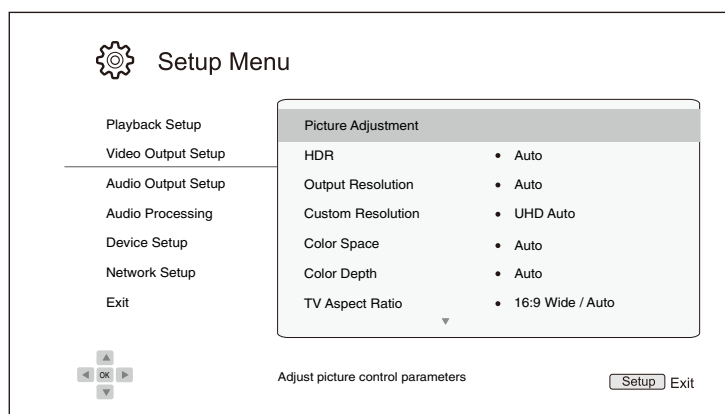 Setup Menu
Playback Setup
Video Output Setup
Audio Output Setup
Audio Processing
Device Setup
Network Setup
Exit
Picture Adjustment
HDR • Auto
Output Resolution • Auto
Custom Resolution • UHD Auto
Color Space • Auto
Color Depth • Auto
TV Aspect Ratio • 16:9 Wide / Auto
OK
Adjust picture control parameters
Setup Exit